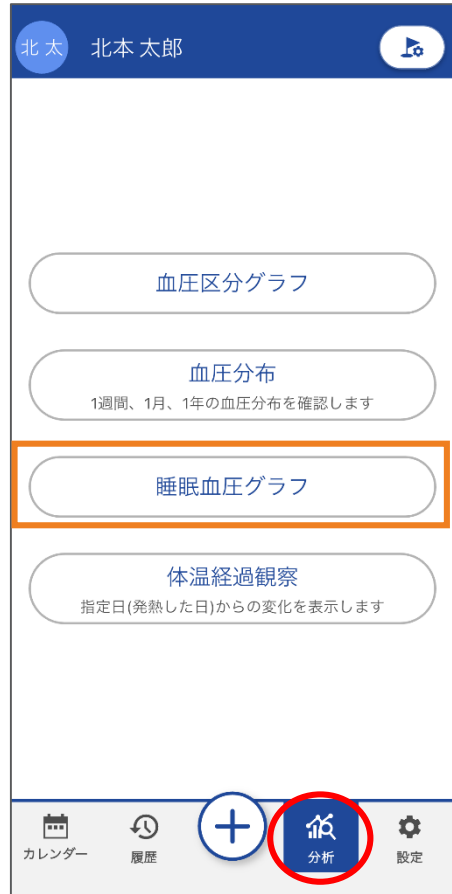 北 太
北本 太郎
血圧区分グラフ
血圧分布
1週間、1月、1年の血圧分布を確認します
睡眠血圧グラフ
体温経過観察
指定日(発熱した日)からの変化を表示します
カレンダー
履歴
分析
設定